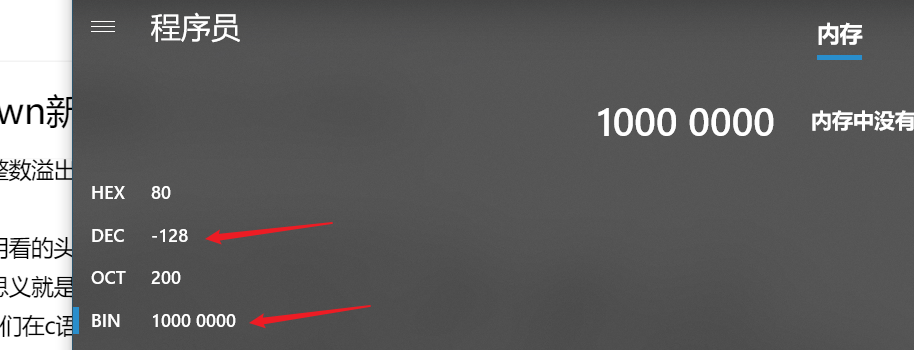 程序员
内存
wn新
1000 0000
内存中没有
整数溢出
HEX 80
DEC -128
用看的头
OCT 200
思义就是
BIN 1000 0000
们在c语